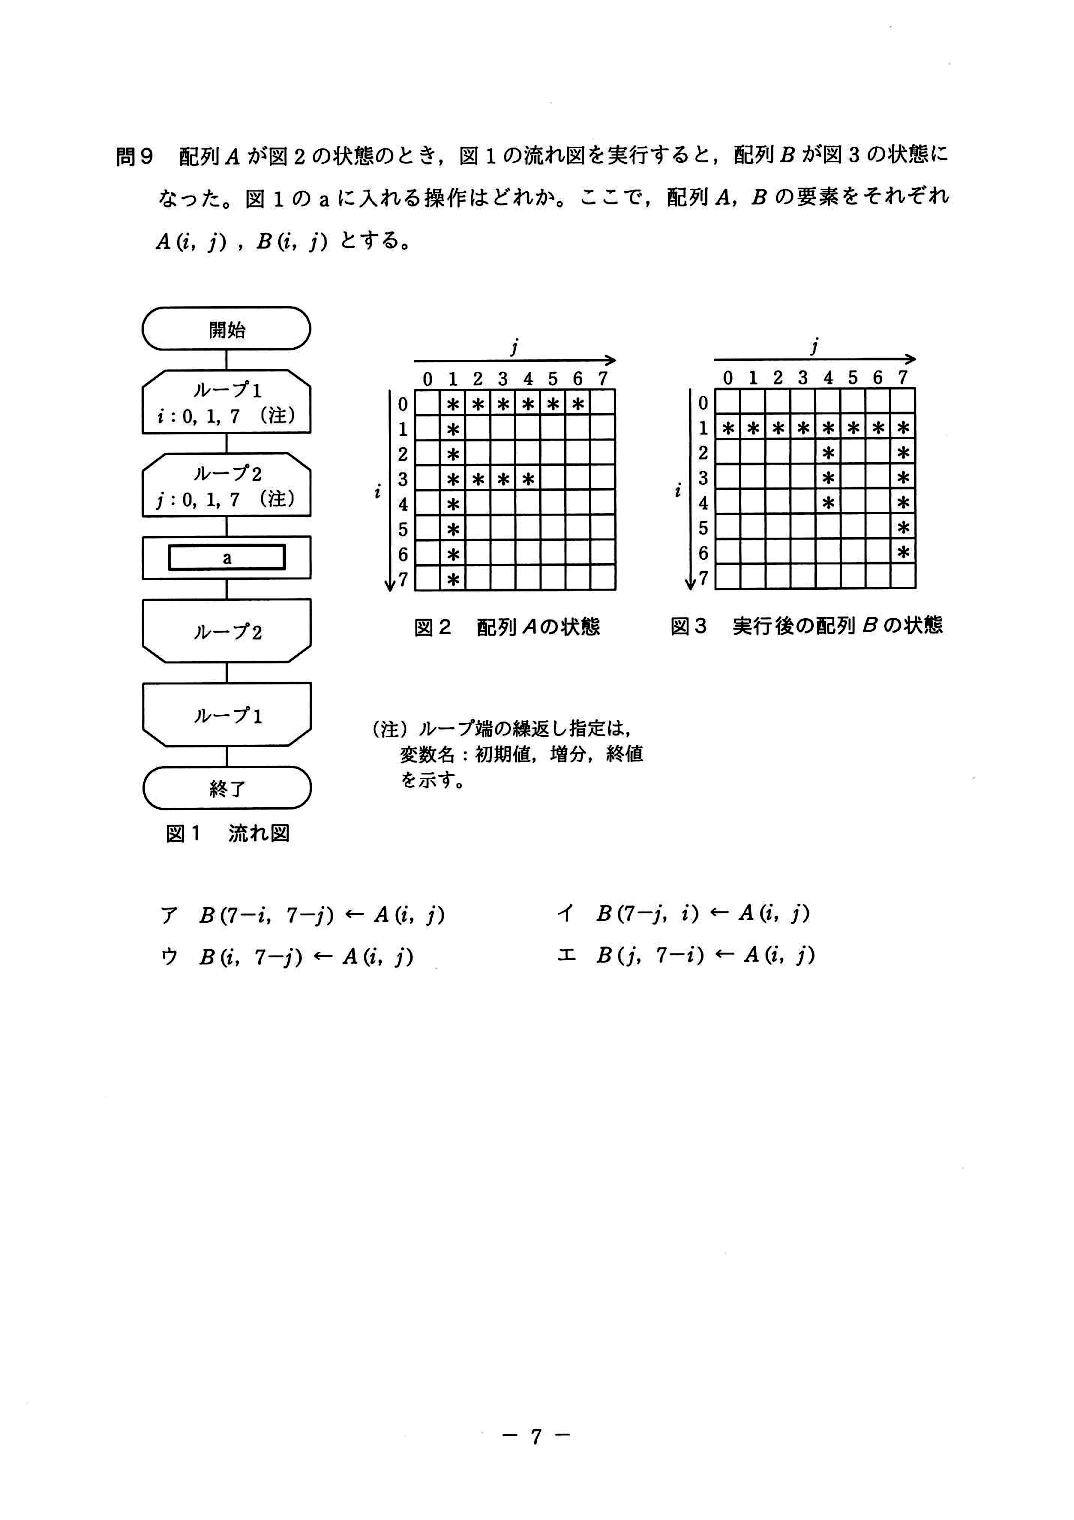 問9 配列 A が図 2 の状態のとき，図 1 の流れ図を実行すると，配列 B が図 3 の状態に
なった。図 1 の a に入れる操作はどれか。ここで，配列 A，B の要素をそれぞれ
A(i, j) ，B(i, j) とする。
開始
ループ1
i：0, 1, 7 （注）
ループ2
j：0, 1, 7 （注）
a
ループ2
ループ1
終了
図1 流れ図
j
0 1 2 3 4 5 6 7
0 * * * * * *
1 *
2 *
3 * * * *
i
4 *
5 *
6 *
7 *
図2 配列 A の状態
j
0 1 2 3 4 5 6 7
0
1 * * * * * * * *
2 * *
3 * *
i
4 * *
5 *
6 *
7
図3 実行後の配列 B の状態
（注）ループ端の繰返し指定は，
変数名：初期値，増分，終値
を示す。
ア B(7−i, 7−j) ← A(i, j)
イ B(7−j, i) ← A(i, j)
ウ B(i, 7−j) ← A(i, j)
エ B(j, 7−i) ← A(i, j)
− 7 −